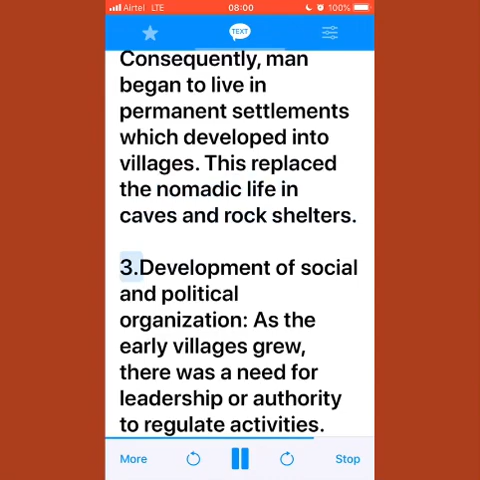 Airtel LTE 08:00 100%
TEXT
Consequently, man
began to live in
permanent settlements
which developed into
villages. This replaced
the nomadic life in
caves and rock shelters.
3.Development of social
and political
organization: As the
early villages grew,
there was a need for
leadership or authority
to regulate activities.
More Stop